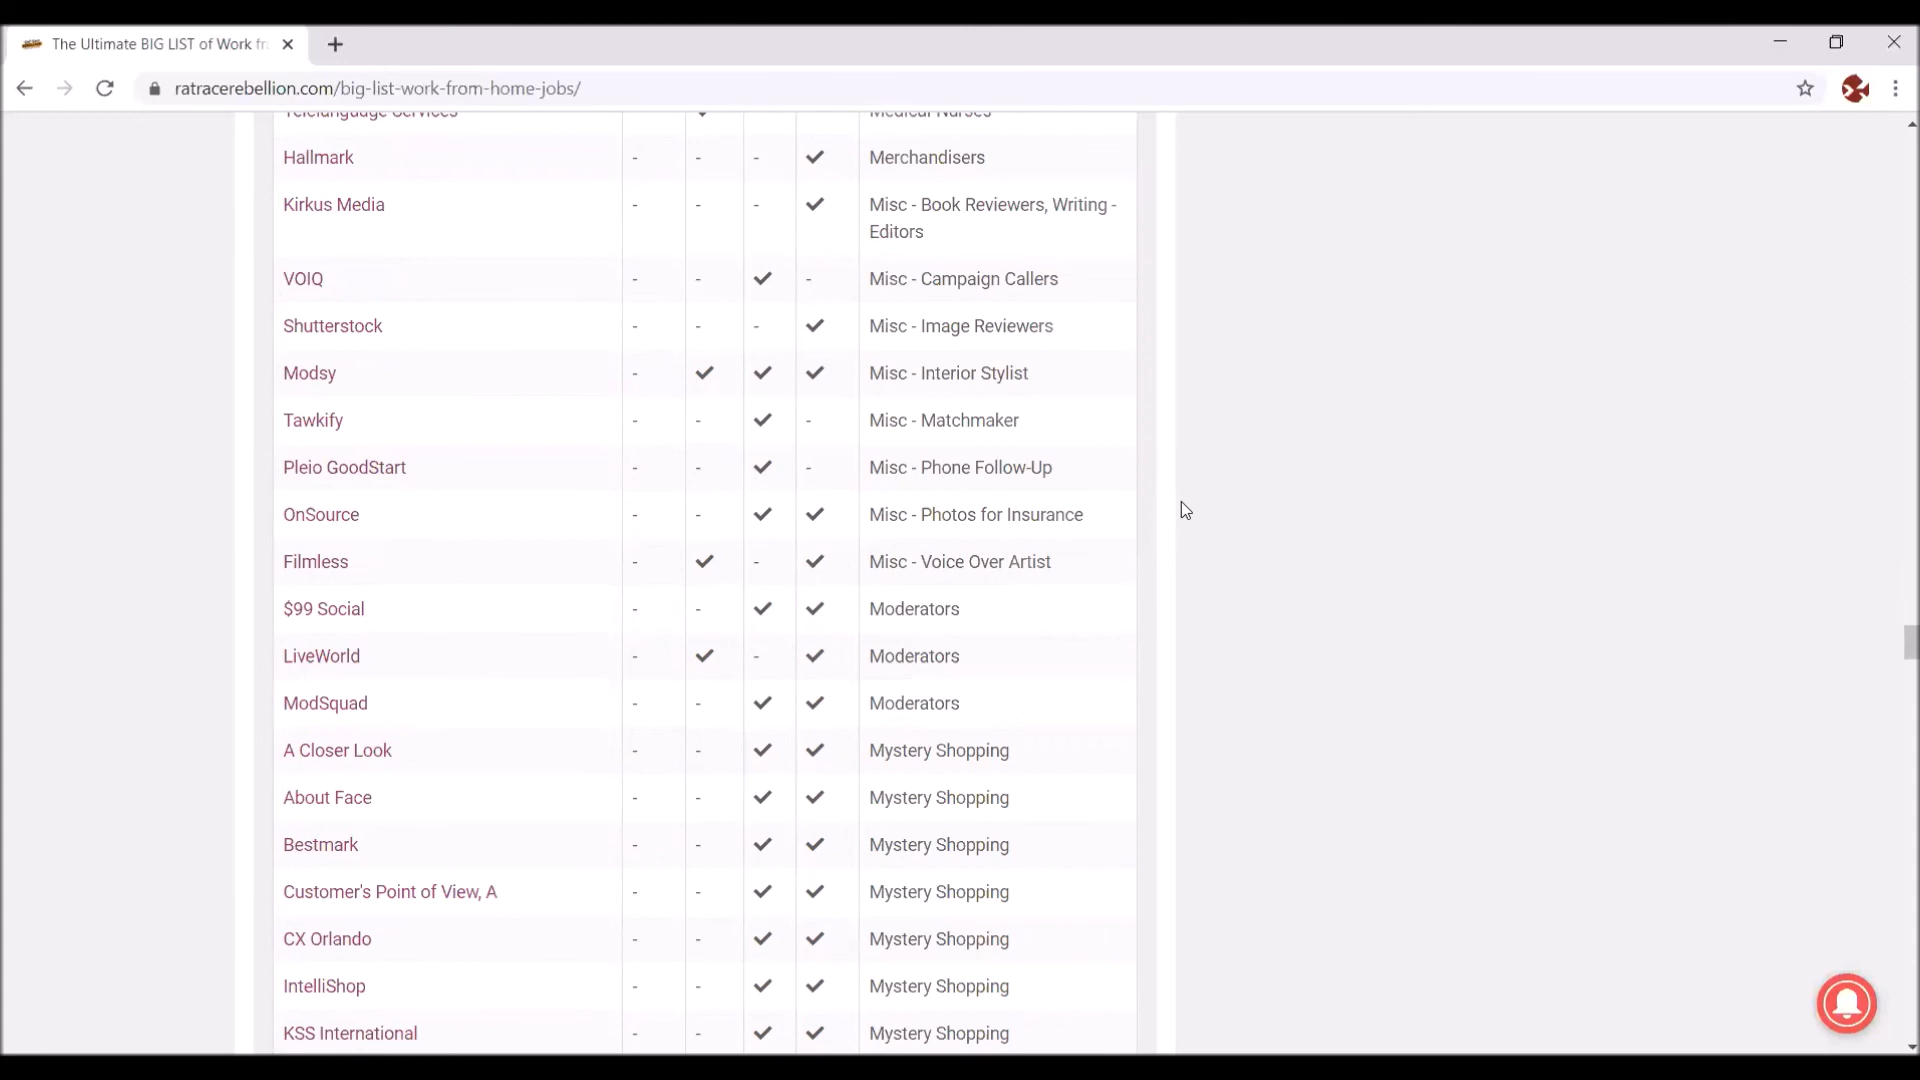 The Ultimate BIG LIST of Work fr
ratracerebellion.com/big-list-work-from-home-jobs/
Telelanguage Services Medical Nurses
Hallmark - - - ✔ Merchandisers
Kirkus Media - - - ✔ Misc - Book Reviewers, Writing -
Editors
VOIQ - - ✔ - Misc - Campaign Callers
Shutterstock - - - ✔ Misc - Image Reviewers
Modsy - ✔ ✔ ✔ Misc - Interior Stylist
Tawkify - - ✔ - Misc - Matchmaker
Pleio GoodStart - - ✔ - Misc - Phone Follow-Up
OnSource - - ✔ ✔ Misc - Photos for Insurance
Filmless - ✔ - ✔ Misc - Voice Over Artist
$99 Social - - ✔ ✔ Moderators
LiveWorld - ✔ - ✔ Moderators
ModSquad - - ✔ ✔ Moderators
A Closer Look - - ✔ ✔ Mystery Shopping
About Face - - ✔ ✔ Mystery Shopping
Bestmark - - ✔ ✔ Mystery Shopping
Customer's Point of View, A - - ✔ ✔ Mystery Shopping
CX Orlando - - ✔ ✔ Mystery Shopping
IntelliShop - - ✔ ✔ Mystery Shopping
KSS International - - ✔ ✔ Mystery Shopping